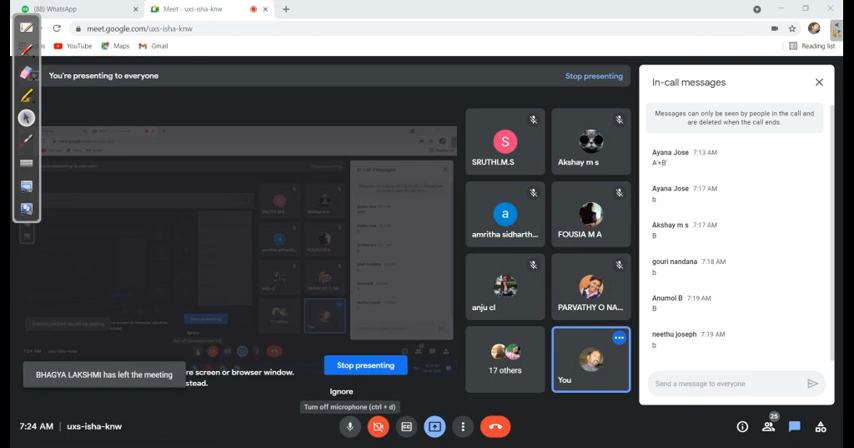 (88) WhatsApp
Meet - uxs-isha-knw
meet.google.com/uxs-isha-knw
YouTube
Maps
Gmail
Reading list
You're presenting to everyone
Stop presenting
In-call messages
Messages can only be seen by people in the call and
are deleted when the call ends.
Ayana Jose 7:13 AM
A'+B'
Ayana Jose 7:17 AM
b
Akshay m s 7:17 AM
B
gouri nandana 7:18 AM
b
Anumol B 7:19 AM
B
neethu joseph 7:19 AM
b
Send a message to everyone
S
SRUTHI.M.S
Akshay m s
a
amritha sidharth...
FOUSIA M A
anju cl
PARVATHY O NA...
17 others
You
BHAGYA LAKSHMI has left the meeting
re screen or browser window.
stead.
Stop presenting
Ignore
Turn off microphone (ctrl + d)
7:24 AM | uxs-isha-knw
25